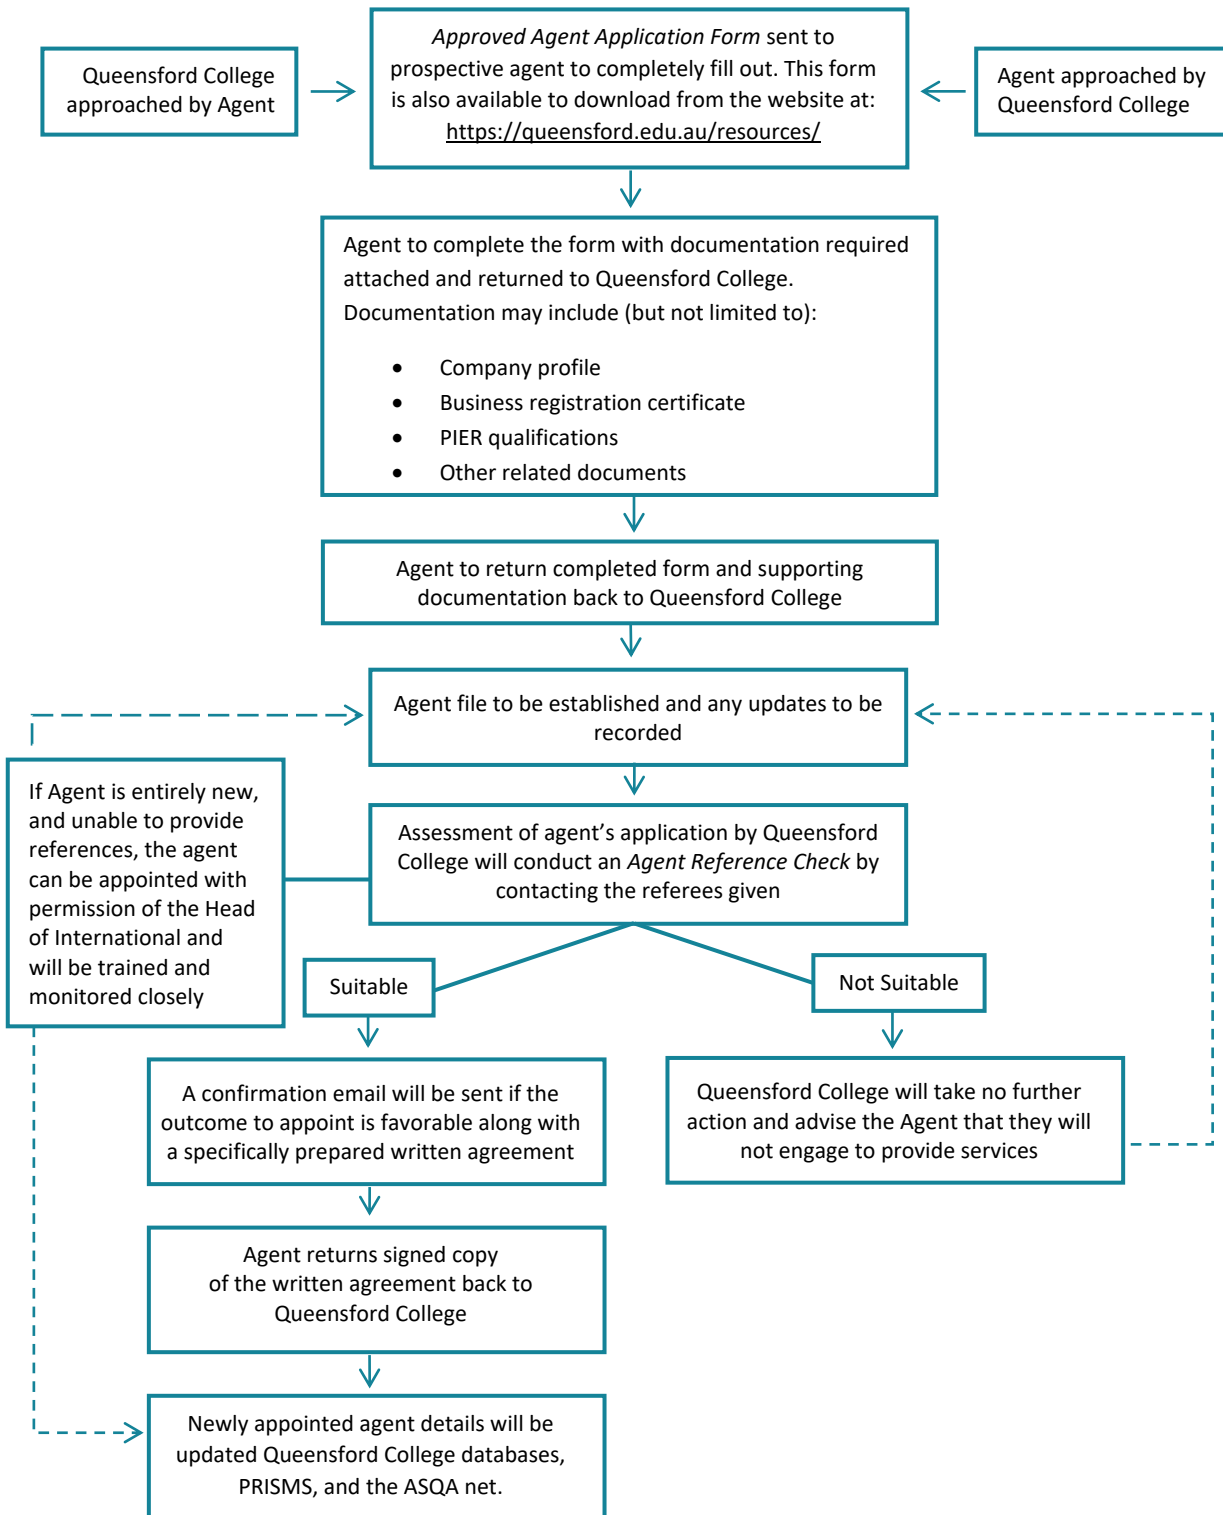 Queensford College
approached by Agent
Approved Agent Application Form sent to
prospective agent to completely fill out. This form
is also available to download from the website at:
https://queensford.edu.au/resources/
Agent approached by
Queensford College
Agent to complete the form with documentation required
attached and returned to Queensford College.
Documentation may include (but not limited to):
• Company profile
• Business registration certificate
• PIER qualifications
• Other related documents
Agent to return completed form and supporting
documentation back to Queensford College
Agent file to be established and any updates to be
recorded
If Agent is entirely new,
and unable to provide
references, the agent
can be appointed with
permission of the Head
of International and
will be trained and
monitored closely
Assessment of agent's application by Queensford
College will conduct an Agent Reference Check by
contacting the referees given
Suitable
Not Suitable
A confirmation email will be sent if the
outcome to appoint is favorable along with
a specifically prepared written agreement
Queensford College will take no further
action and advise the Agent that they will
not engage to provide services
Agent returns signed copy
of the written agreement back to
Queensford College
Newly appointed agent details will be
updated Queensford College databases,
PRISMS, and the ASQA net.